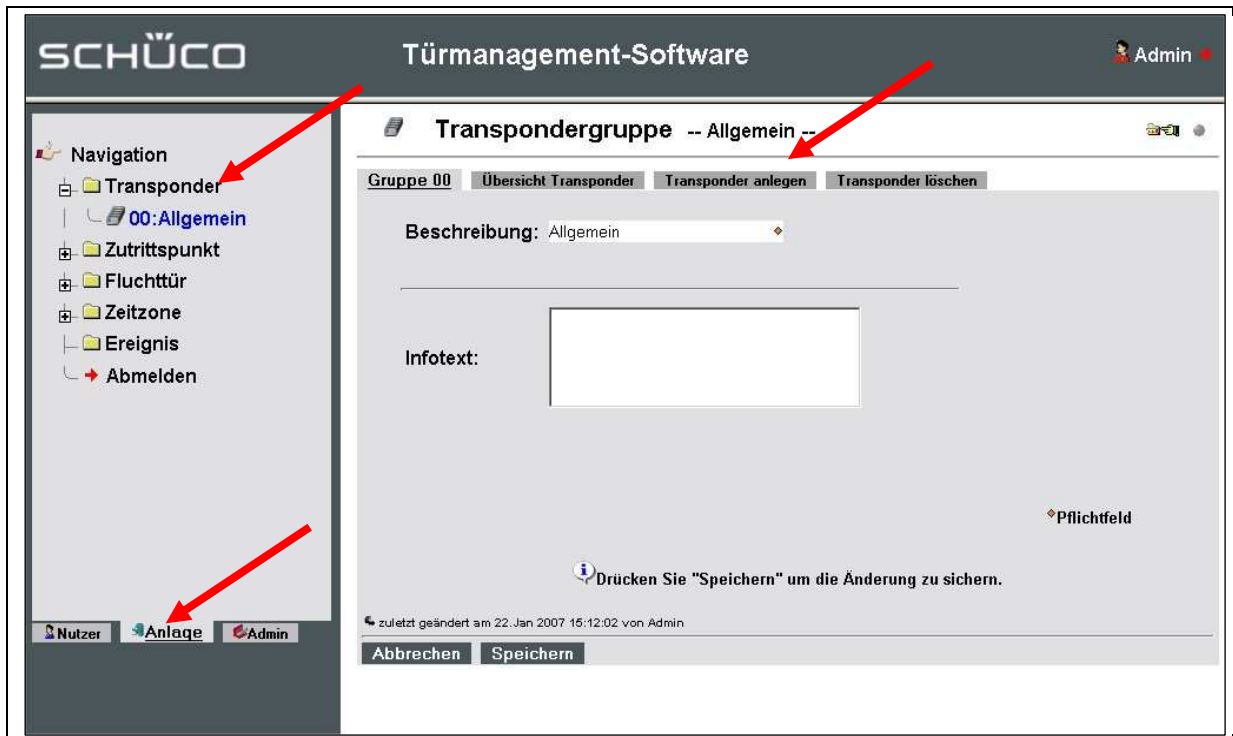 SCHÜCO
Türmanagement-Software
Admin
Navigation
Transponder
00:Allgemein
Zutrittspunkt
Fluchttür
Zeitzone
Ereignis
Abmelden
Nutzer Anlage Admin
Transpondergruppe -- Allgemein --
Gruppe 00 Übersicht Transponder Transponder anlegen Transponder löschen
Beschreibung: Allgemein
Infotext:
Pflichtfeld
Drücken Sie "Speichern" um die Änderung zu sichern.
zuletzt geändert am 22.Jan 2007 15:12:02 von Admin
Abbrechen Speichern